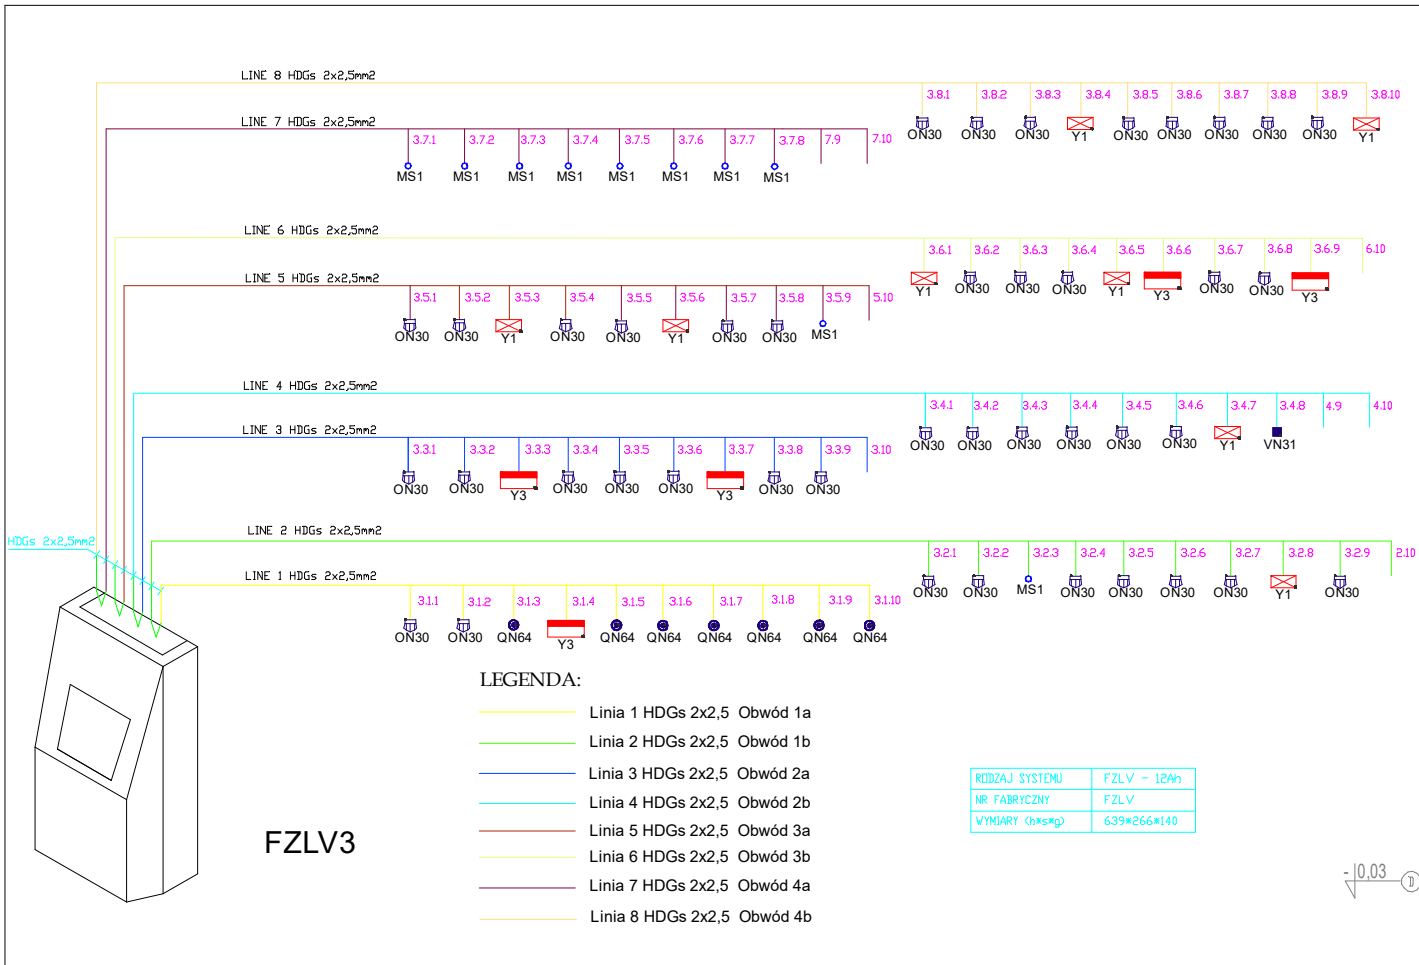 LINE 8 HDGs 2x2,5mm2
3.8.1 3.8.2 3.8.3 3.8.4 3.8.5 3.8.6 3.8.7 3.8.8 3.8.9 3.8.10
ON30 ON30 ON30 Y1 ON30 ON30 ON30 ON30 ON30 Y1
LINE 7 HDGs 2x2,5mm2
3.7.1 3.7.2 3.7.3 3.7.4 3.7.5 3.7.6 3.7.7 3.7.8 7.9 7.10
MS1 MS1 MS1 MS1 MS1 MS1 MS1 MS1
LINE 6 HDGs 2x2,5mm2
3.6.1 3.6.2 3.6.3 3.6.4 3.6.5 3.6.6 3.6.7 3.6.8 3.6.9 6.10
Y1 ON30 ON30 ON30 Y1 Y3 ON30 ON30 Y3
LINE 5 HDGs 2x2,5mm2
3.5.1 3.5.2 3.5.3 3.5.4 3.5.5 3.5.6 3.5.7 3.5.8 3.5.9 5.10
ON30 ON30 Y1 ON30 ON30 Y1 ON30 ON30 MS1
LINE 4 HDGs 2x2,5mm2
3.4.1 3.4.2 3.4.3 3.4.4 3.4.5 3.4.6 3.4.7 3.4.8 4.9 4.10
ON30 ON30 ON30 ON30 ON30 ON30 Y1 VN31
LINE 3 HDGs 2x2,5mm2
3.3.1 3.3.2 3.3.3 3.3.4 3.3.5 3.3.6 3.3.7 3.3.8 3.3.9 3.10
ON30 ON30 Y3 ON30 ON30 ON30 Y3 ON30 ON30
LINE 2 HDGs 2x2,5mm2
3.2.1 3.2.2 3.2.3 3.2.4 3.2.5 3.2.6 3.2.7 3.2.8 3.2.9 2.10
ON30 ON30 MS1 ON30 ON30 ON30 ON30 Y1 ON30
HDGs 2x2,5mm2
LINE 1 HDGs 2x2,5mm2
3.1.1 3.1.2 3.1.3 3.1.4 3.1.5 3.1.6 3.1.7 3.1.8 3.1.9 3.1.10
ON30 ON30 QN64 Y3 QN64 QN64 QN64 QN64 QN64 QN64
FZLV3
LEGENDA:
Linia 1 HDGs 2x2,5 Obwód 1a
Linia 2 HDGs 2x2,5 Obwód 1b
Linia 3 HDGs 2x2,5 Obwód 2a
Linia 4 HDGs 2x2,5 Obwód 2b
Linia 5 HDGs 2x2,5 Obwód 3a
Linia 6 HDGs 2x2,5 Obwód 3b
Linia 7 HDGs 2x2,5 Obwód 4a
Linia 8 HDGs 2x2,5 Obwód 4b
RODZAJ SYSTEMU FZLV - 12Ah
NR FABRYCZNY FZLV
WYMIARY (h*s*g) 639*266*140
- 0,03